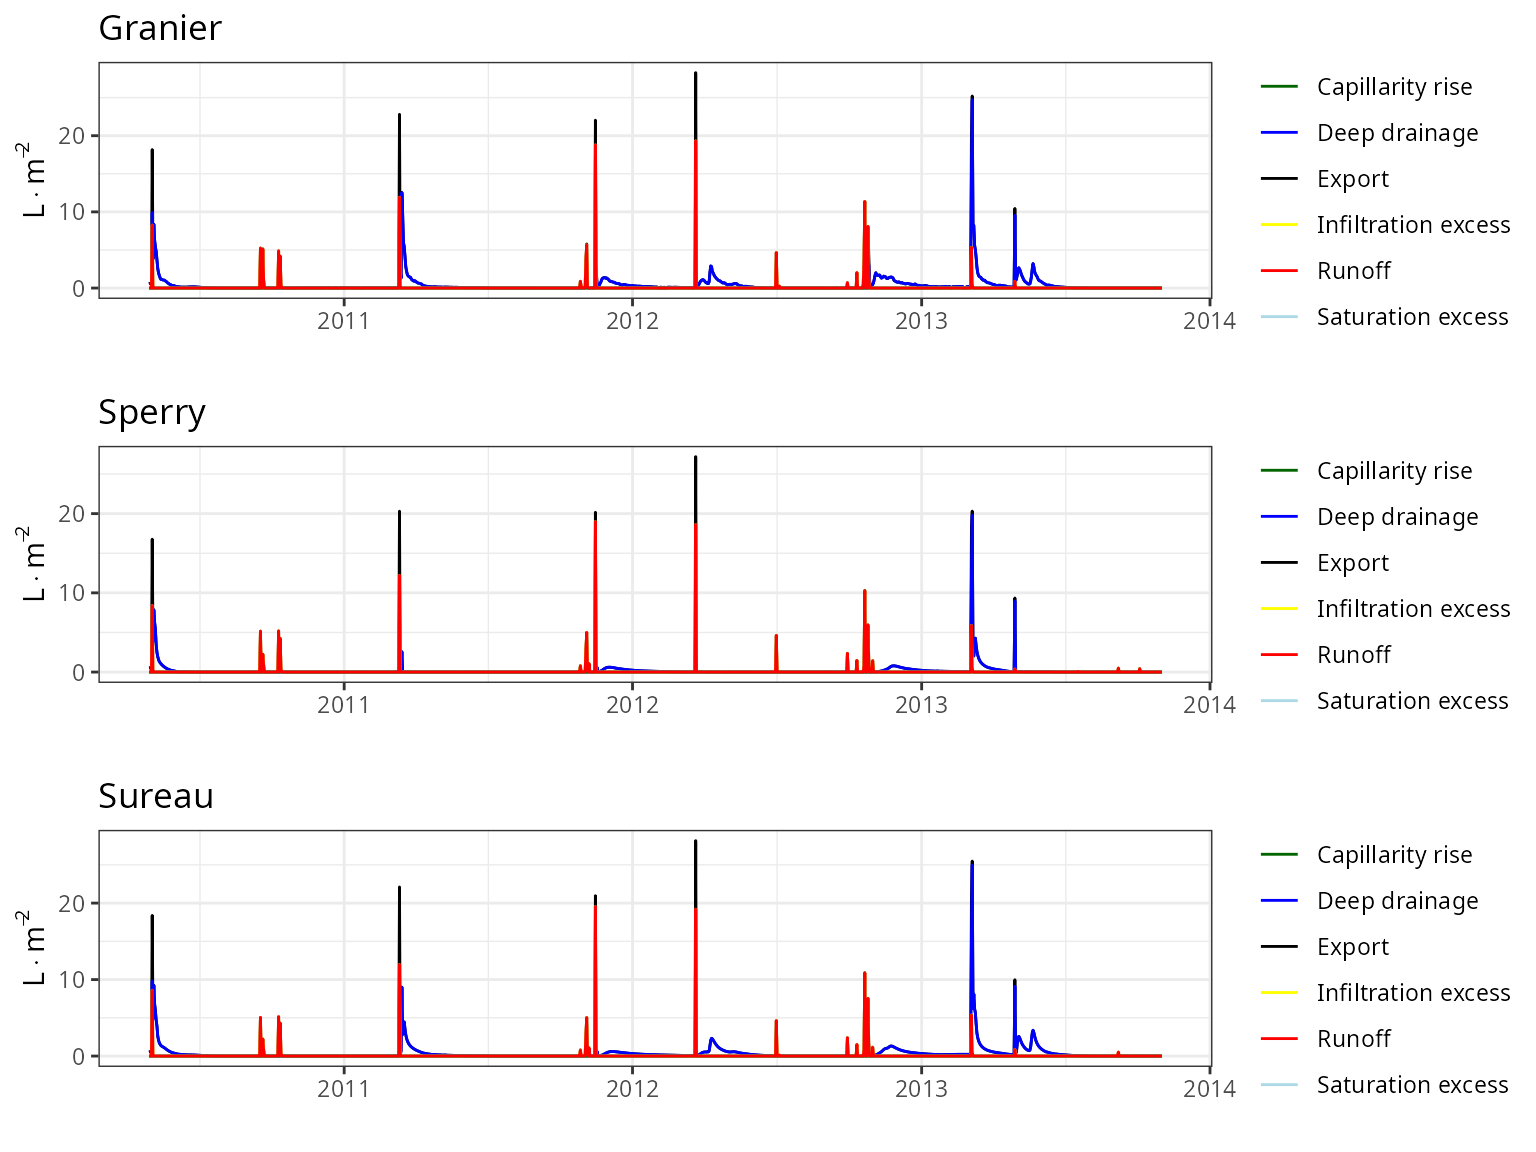 Granier
L · m⁻²
20
10
0
2011 2012 2013 2014
Capillarity rise
Deep drainage
Export
Infiltration excess
Runoff
Saturation excess
Sperry
L · m⁻²
20
10
0
2011 2012 2013 2014
Capillarity rise
Deep drainage
Export
Infiltration excess
Runoff
Saturation excess
Sureau
L · m⁻²
20
10
0
2011 2012 2013 2014
Capillarity rise
Deep drainage
Export
Infiltration excess
Runoff
Saturation excess